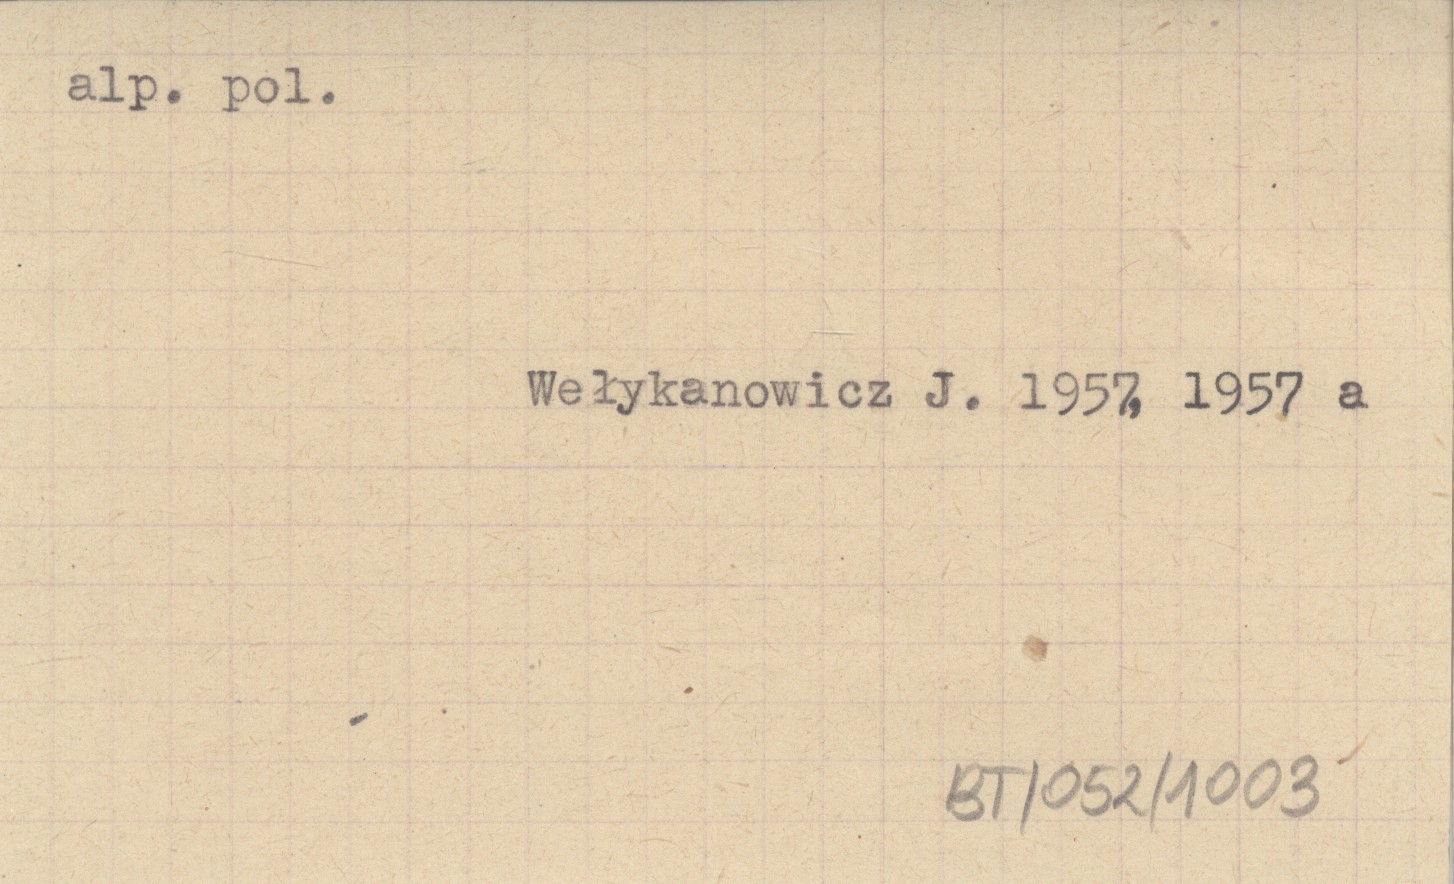 alp. pol.
Wełykanowicz J. 1957, 1957 a
BT/052/1003